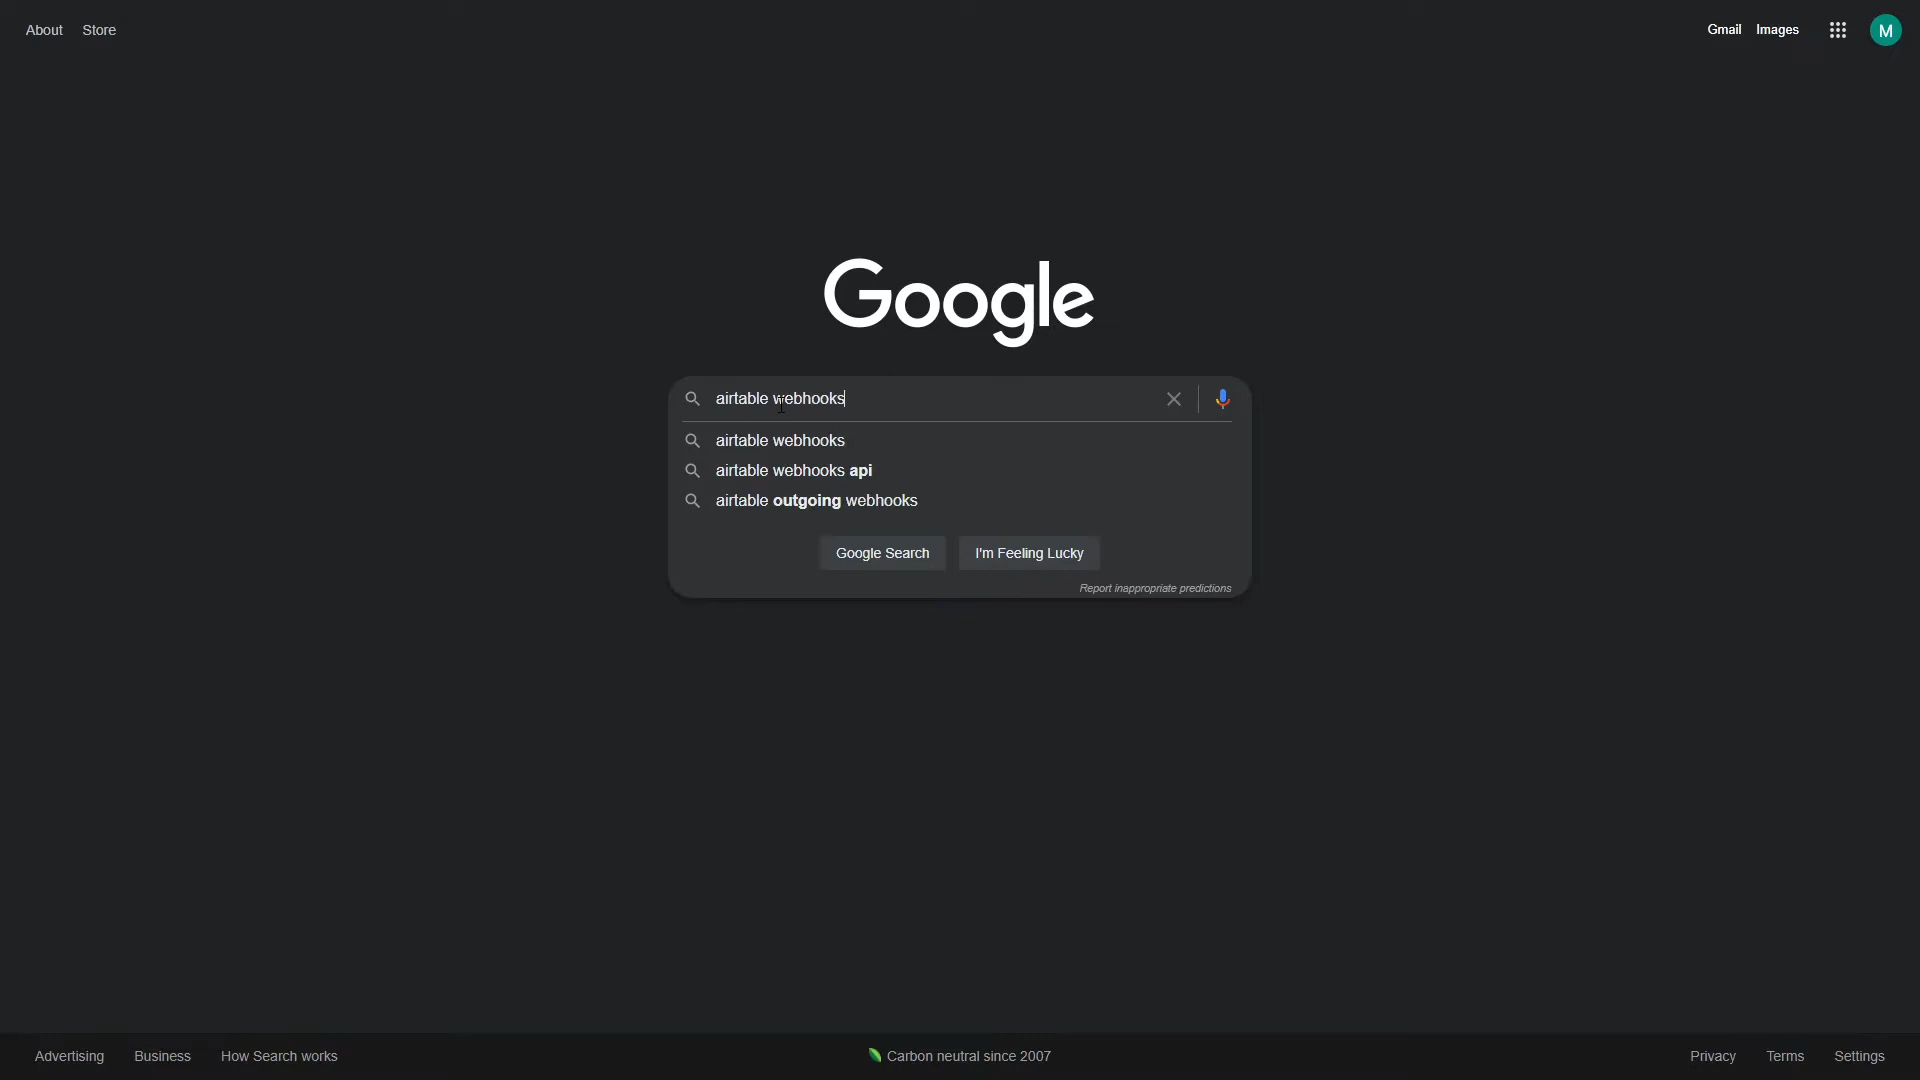 About Store
Gmail Images
M
Google
airtable webhooks
airtable webhooks
airtable webhooks api
airtable outgoing webhooks
Google Search I'm Feeling Lucky
Report inappropriate predictions
Advertising Business How Search works
Carbon neutral since 2007
Privacy Terms Settings